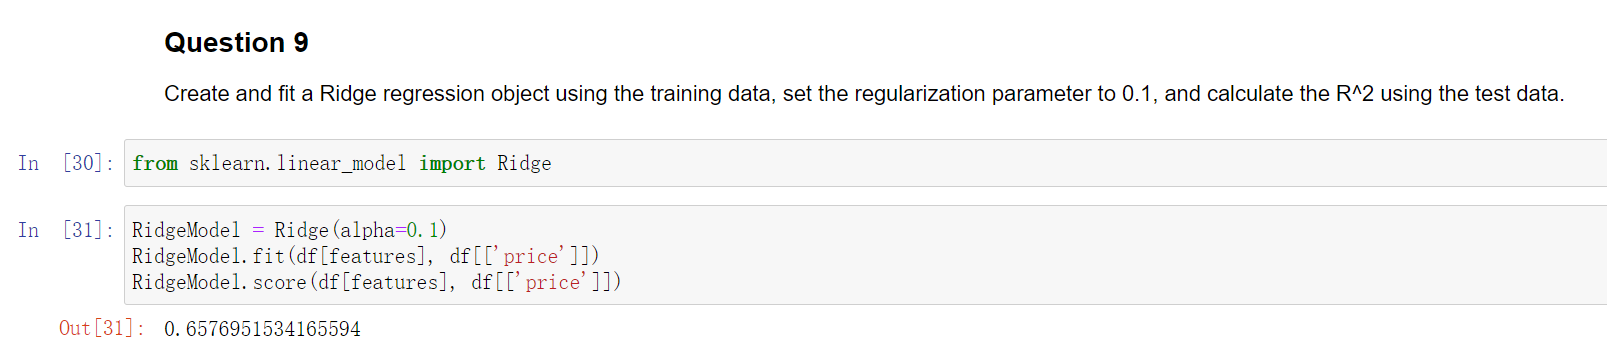 Question 9
Create and fit a Ridge regression object using the training data, set the regularization parameter to 0.1, and calculate the R^2 using the test data.
In [30]: from sklearn.linear_model import Ridge
In [31]: RidgeModel = Ridge(alpha=0.1)
RidgeModel.fit(df[features], df[['price']])
RidgeModel.score(df[features], df[['price']])
Out[31]: 0.6576951534165594